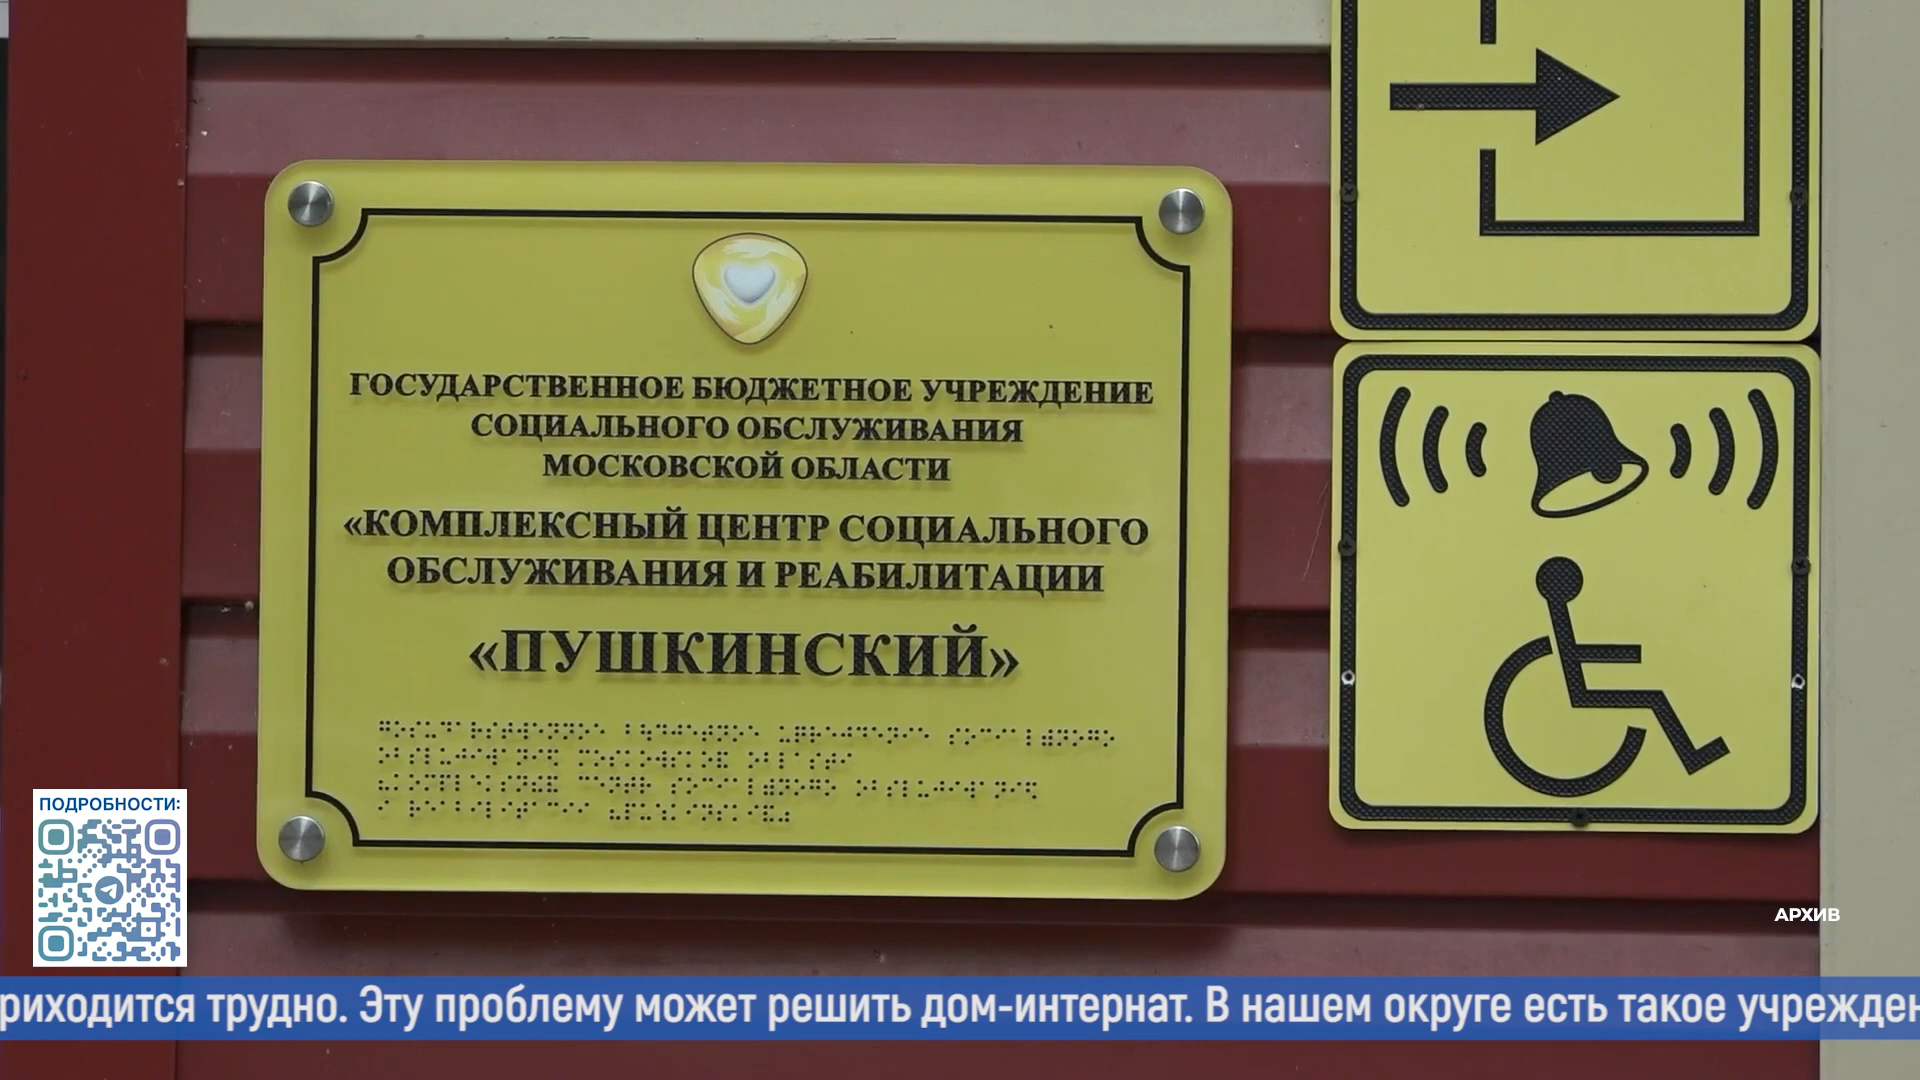 ГОСУДАРСТВЕННОЕ БЮДЖЕТНОЕ УЧРЕЖДЕНИЕ
СОЦИАЛЬНОГО ОБСЛУЖИВАНИЯ
МОСКОВСКОЙ ОБЛАСТИ
«КОМПЛЕКСНЫЙ ЦЕНТР СОЦИАЛЬНОГО
ОБСЛУЖИВАНИЯ И РЕАБИЛИТАЦИИ
«ПУШКИНСКИЙ»
ПОДРОБНОСТИ:
АРХИВ
риходится трудно. Эту проблему может решить дом-интернат. В нашем округе есть такое учрежден